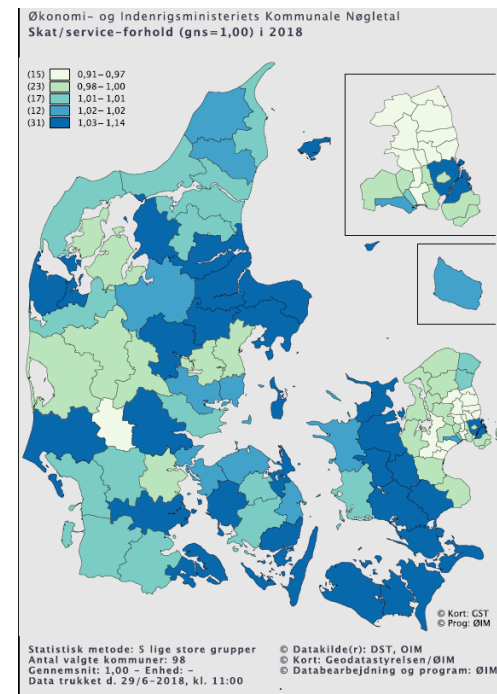 Økonomi- og Indenrigsministeriets Kommunale Nøgletal
Skat/service-forhold (gns=1,00) i 2018
(15) 0,91-0,97
(23) 0,98-1,00
(17) 1,01-1,01
(12) 1,02-1,02
(31) 1,03-1,14
© Kort: GST
© Prog: ØIM
Statistisk metode: 5 lige store grupper
Antal valgte kommuner: 98
Gennemsnit: 1,00 - Enhed: -
Data trukket d. 29/6-2018, kl. 11:00
© Datakilde(r): DST, OIM
© Kort: Geodatastyrelsen/ØIM
© Databearbejdning og program: ØIM